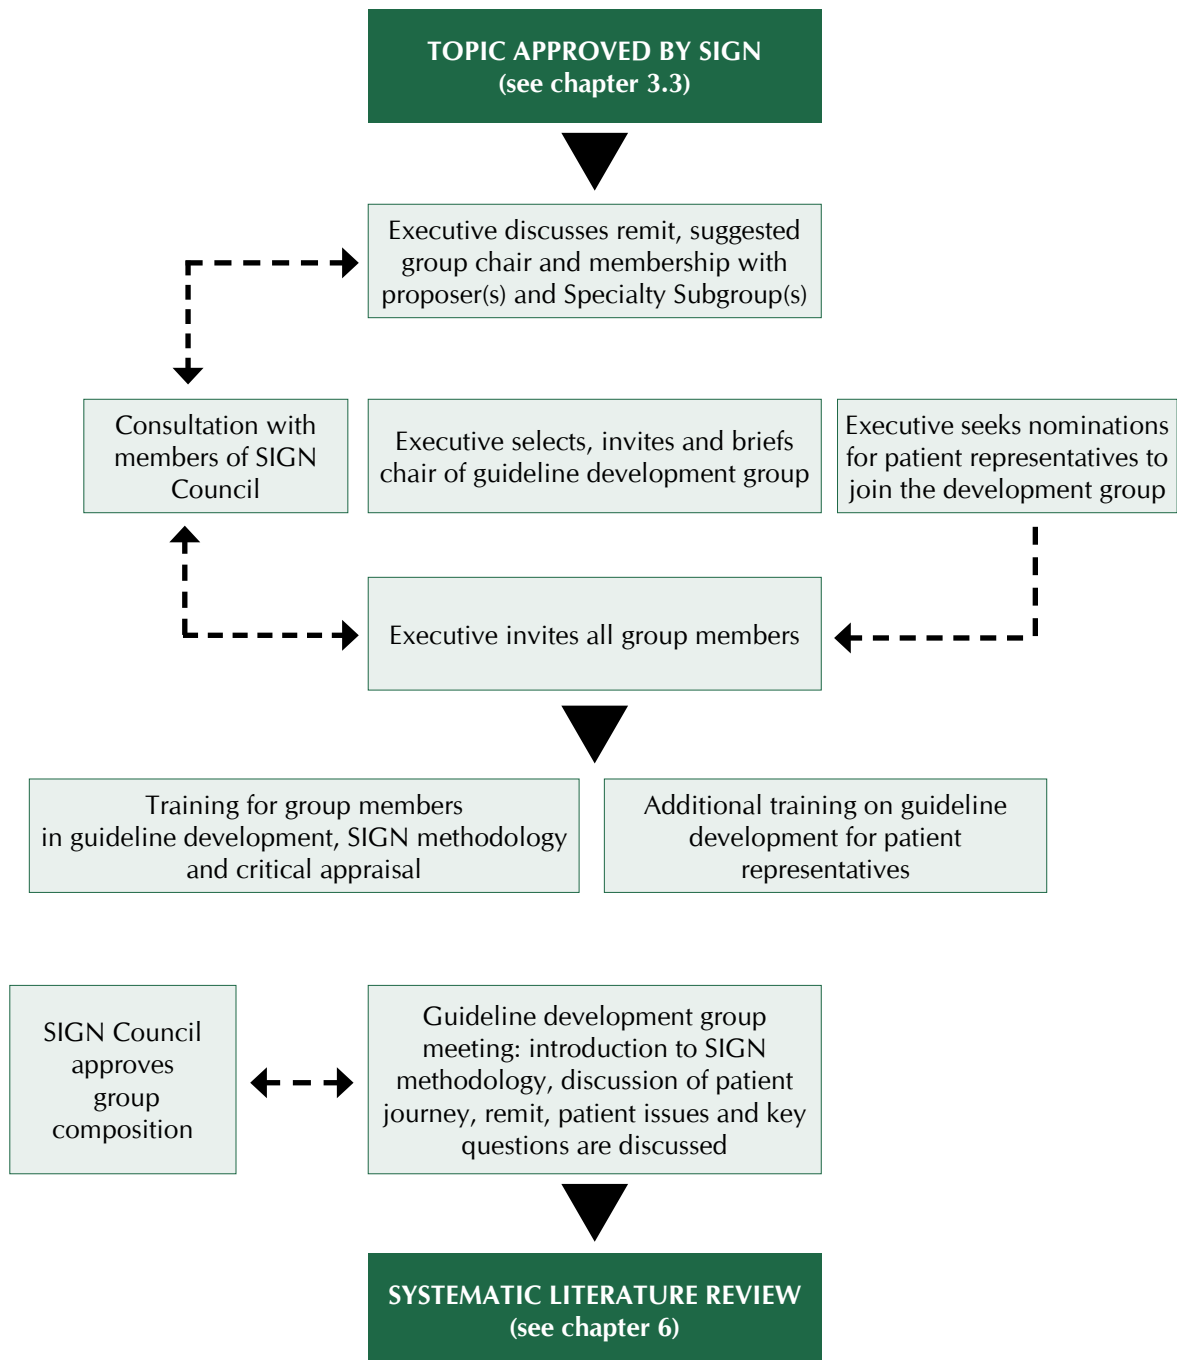 TOPIC APPROVED BY SIGN
(see chapter 3.3)
Executive discusses remit, suggested
group chair and membership with
proposer(s) and Specialty Subgroup(s)
Consultation with
members of SIGN
Council
Executive selects, invites and briefs
chair of guideline development group
Executive seeks nominations
for patient representatives to
join the development group
Executive invites all group members
Training for group members
in guideline development, SIGN methodology
and critical appraisal
Additional training on guideline
development for patient
representatives
SIGN Council
approves
group
composition
Guideline development group
meeting: introduction to SIGN
methodology, discussion of patient
journey, remit, patient issues and key
questions are discussed
SYSTEMATIC LITERATURE REVIEW
(see chapter 6)